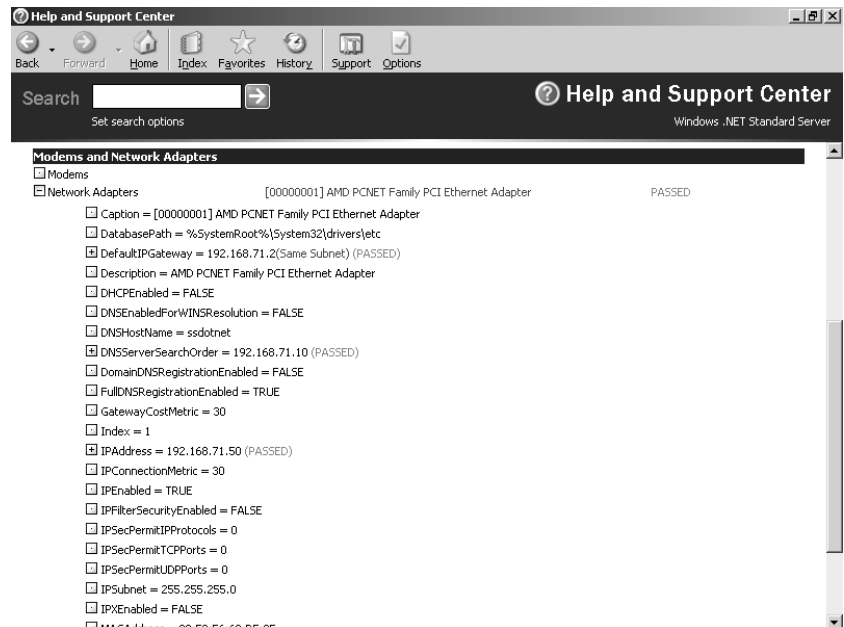 Help and Support Center
Back Forward Home Index Favorites History Support Options
Search
Help and Support Center
Set search options
Windows .NET Standard Server
Modems and Network Adapters
Modems
Network Adapters [00000001] AMD PCNET Family PCI Ethernet Adapter PASSED
Caption = [00000001] AMD PCNET Family PCI Ethernet Adapter
DatabasePath = %SystemRoot%\System32\drivers\etc
DefaultIPGateway = 192.168.71.2(Same Subnet) (PASSED)
Description = AMD PCNET Family PCI Ethernet Adapter
DHCPEnabled = FALSE
DNSEnabledForWINSResolution = FALSE
DNSHostName = ssdotnet
DNSServerSearchOrder = 192.168.71.10 (PASSED)
DomainDNSRegistrationEnabled = FALSE
FullDNSRegistrationEnabled = TRUE
GatewayCostMetric = 30
Index = 1
IPAddress = 192.168.71.50 (PASSED)
IPConnectionMetric = 30
IPEnabled = TRUE
IPFilterSecurityEnabled = FALSE
IPSecPermitIPProtocols = 0
IPSecPermitTCPPorts = 0
IPSecPermitUDPPorts = 0
IPSubnet = 255.255.255.0
IPXEnabled = FALSE